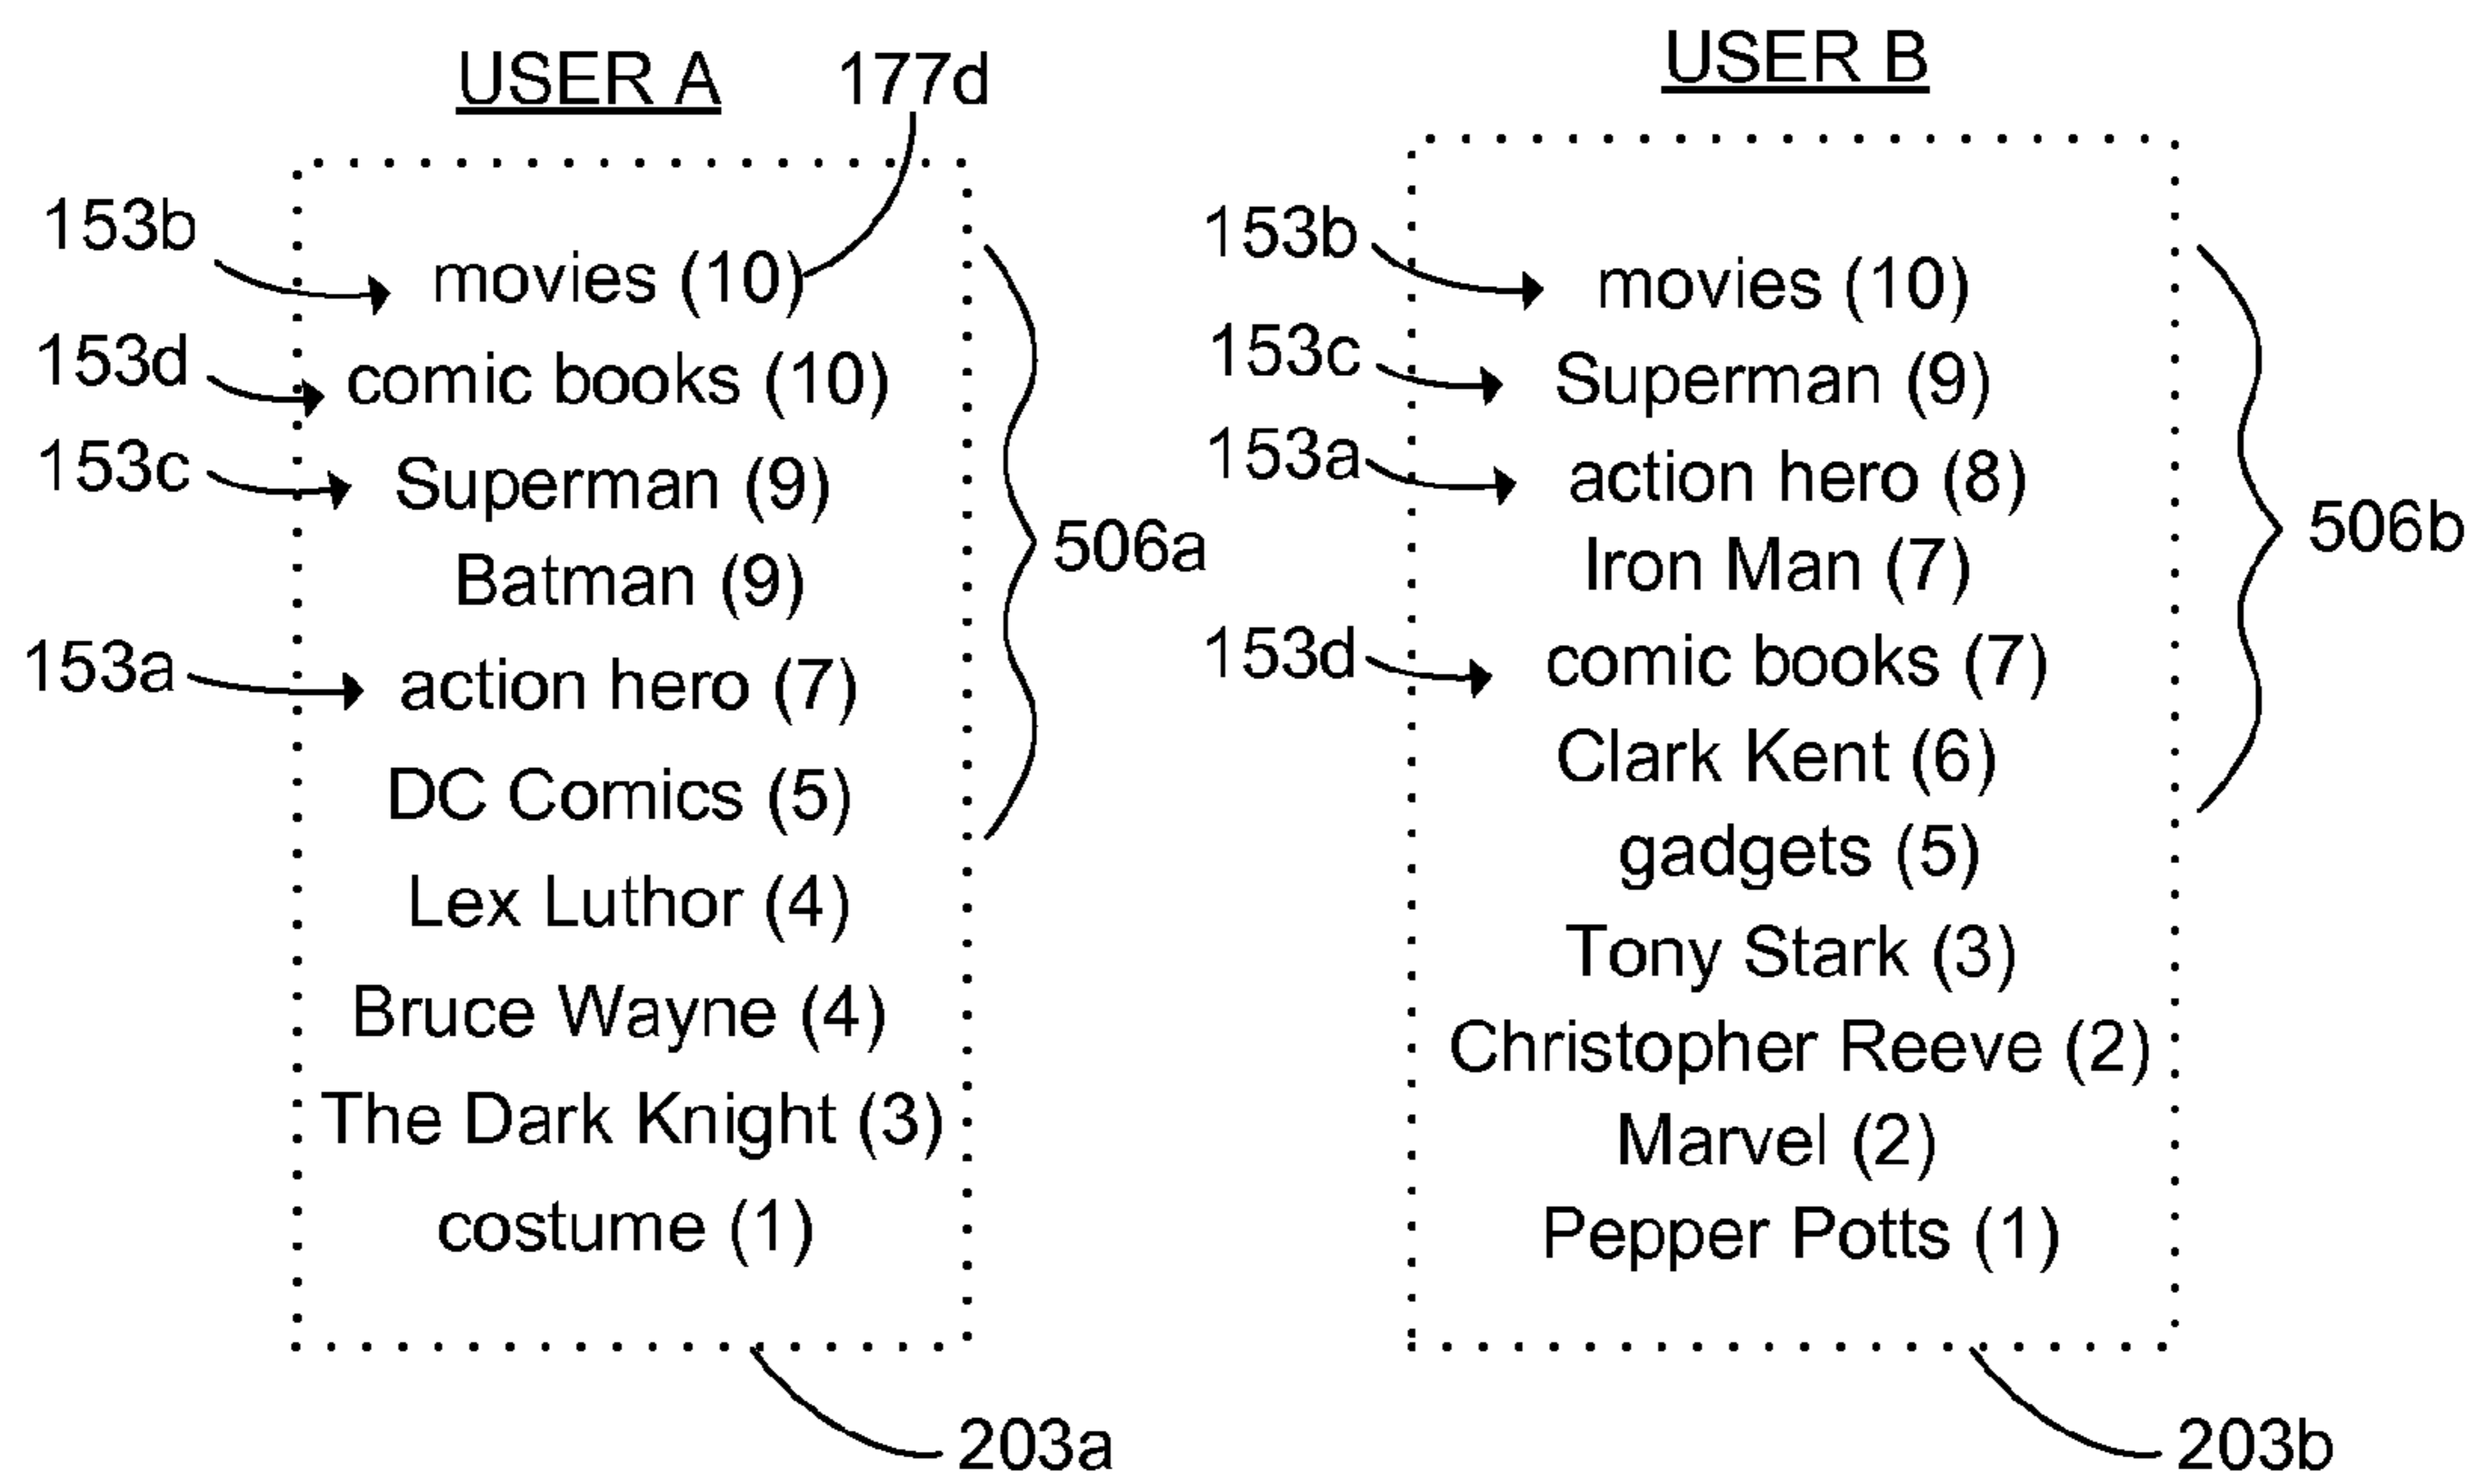 USER A
177d
153b
movies (10)
153d
comic books (10)
153c
Superman (9)
Batman (9)
153a
action hero (7)
DC Comics (5)
Lex Luthor (4)
Bruce Wayne (4)
The Dark Knight (3)
costume (1)
506a
203a
USER B
153b
movies (10)
153c
Superman (9)
153a
action hero (8)
Iron Man (7)
153d
comic books (7)
Clark Kent (6)
gadgets (5)
Tony Stark (3)
Christopher Reeve (2)
Marvel (2)
Pepper Potts (1)
506b
203b